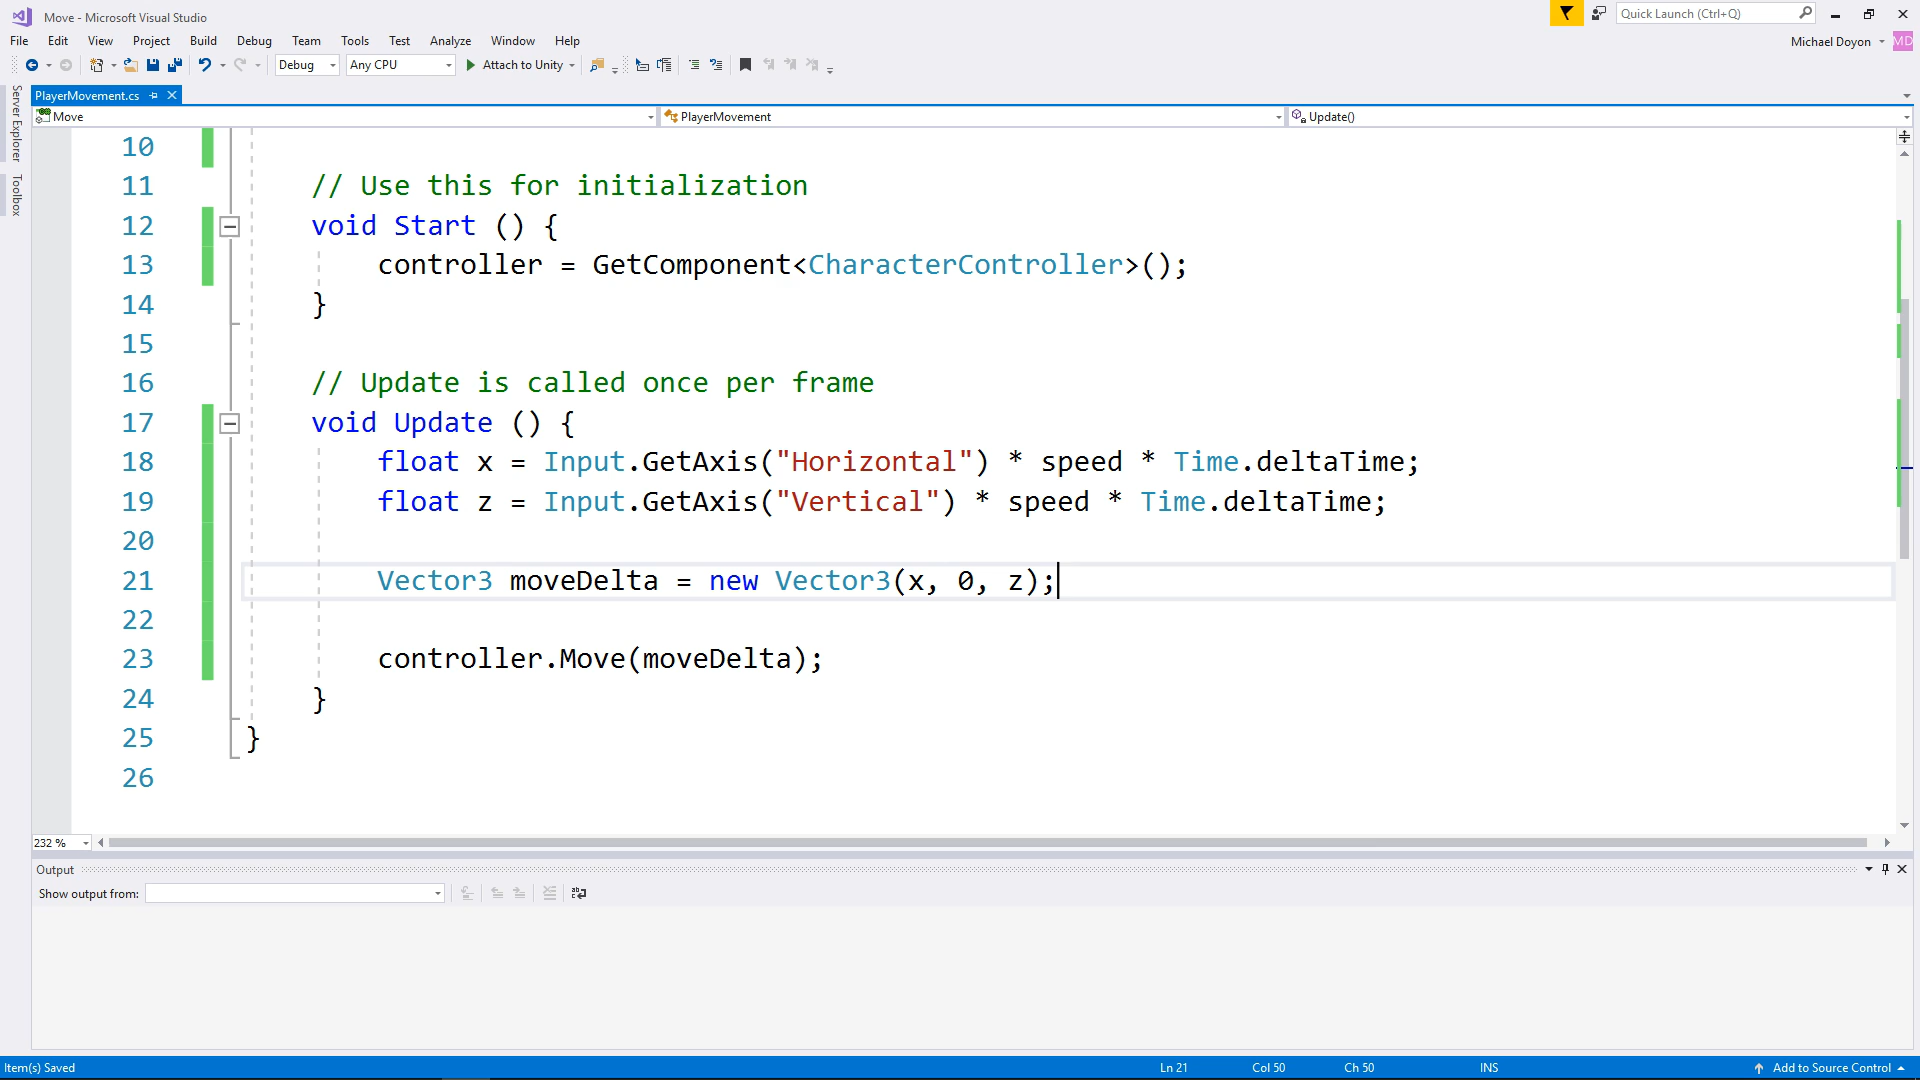 Move - Microsoft Visual Studio
Quick Launch (Ctrl+Q)
File Edit View Project Build Debug Team Tools Test Analyze Window Help
Michael Doyon MD
Debug Any CPU Attach to Unity
Server Explorer
Toolbox
PlayerMovement.cs
Move PlayerMovement Update()
10
11 // Use this for initialization
12 void Start () {
13 controller = GetComponent<CharacterController>();
14 }
15
16 // Update is called once per frame
17 void Update () {
18 float x = Input.GetAxis("Horizontal") * speed * Time.deltaTime;
19 float z = Input.GetAxis("Vertical") * speed * Time.deltaTime;
20
21 Vector3 moveDelta = new Vector3(x, 0, z);
22
23 controller.Move(moveDelta);
24 }
25 }
26
232 %
Output
Show output from:
Item(s) Saved Ln 21 Col 50 Ch 50 INS Add to Source Control